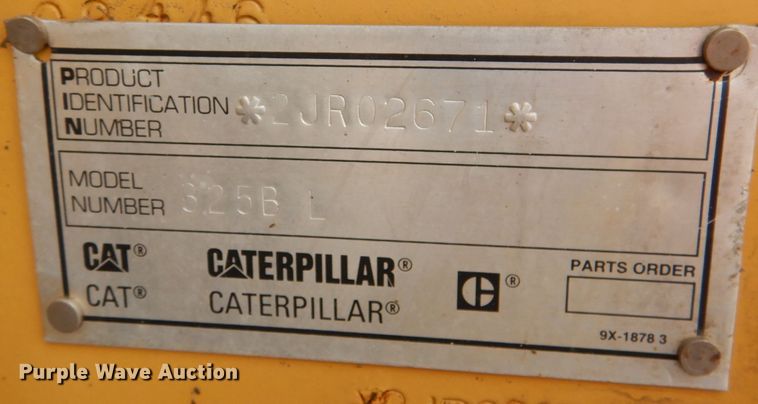 PRODUCT
IDENTIFICATION
NUMBER
*2JR02671*
MODEL
NUMBER 325B L
CAT® CATERPILLAR® ®
CAT® CATERPILLAR®
PARTS ORDER
9X-1878 3
Purple Wave Auction